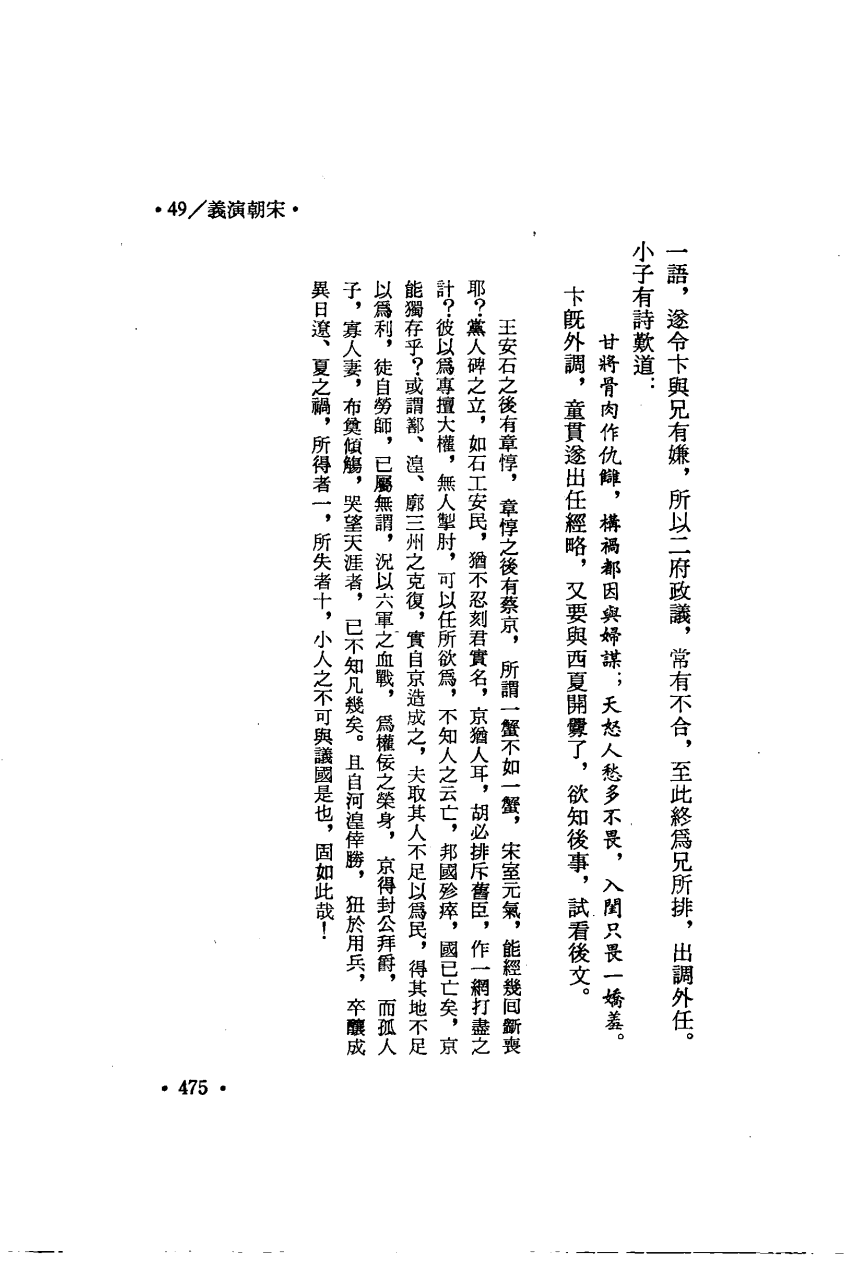 •宋朝演義／49•
一語，遂令卞與兄有嫌，所以二府政議，常有不合，至此終爲兄所排，出調外任。
小子有詩歎道：
甘將骨肉作仇讎，構禍都因與婦謀；天怒人愁多不畏，入閨只畏一嬌羞。
卞旣外調，童貫遂出任經略，又要與西夏開釁了，欲知後事，試看後文。
王安石之後有章惇，章惇之後有蔡京，所謂一蟹不如一蟹，宋室元氣，能經幾回斲喪
耶？黨人碑之立，如石工安民，猶不忍刻君實名，京猶人耳，胡必排斥舊臣，作一網打盡之
計？彼以爲專擅大權，無人掣肘，可以任所欲爲，不知人之云亡，邦國殄瘁，國已亡矣，京
能獨存乎？或謂鄯、湟、廓三州之克復，實自京造成之，夫取其人不足以爲民，得其地不足
以爲利，徒自勞師，已屬無謂，況以六軍之血戰，爲權佞之榮身，京得封公拜爵，而孤人
子，寡人妻，布奠傾觴，哭望天涯者，已不知凡幾矣。且自河湟倖勝，狃於用兵，卒釀成
異日遼、夏之禍，所得者一，所失者十，小人之不可與議國是也，固如此哉！
• 475 •